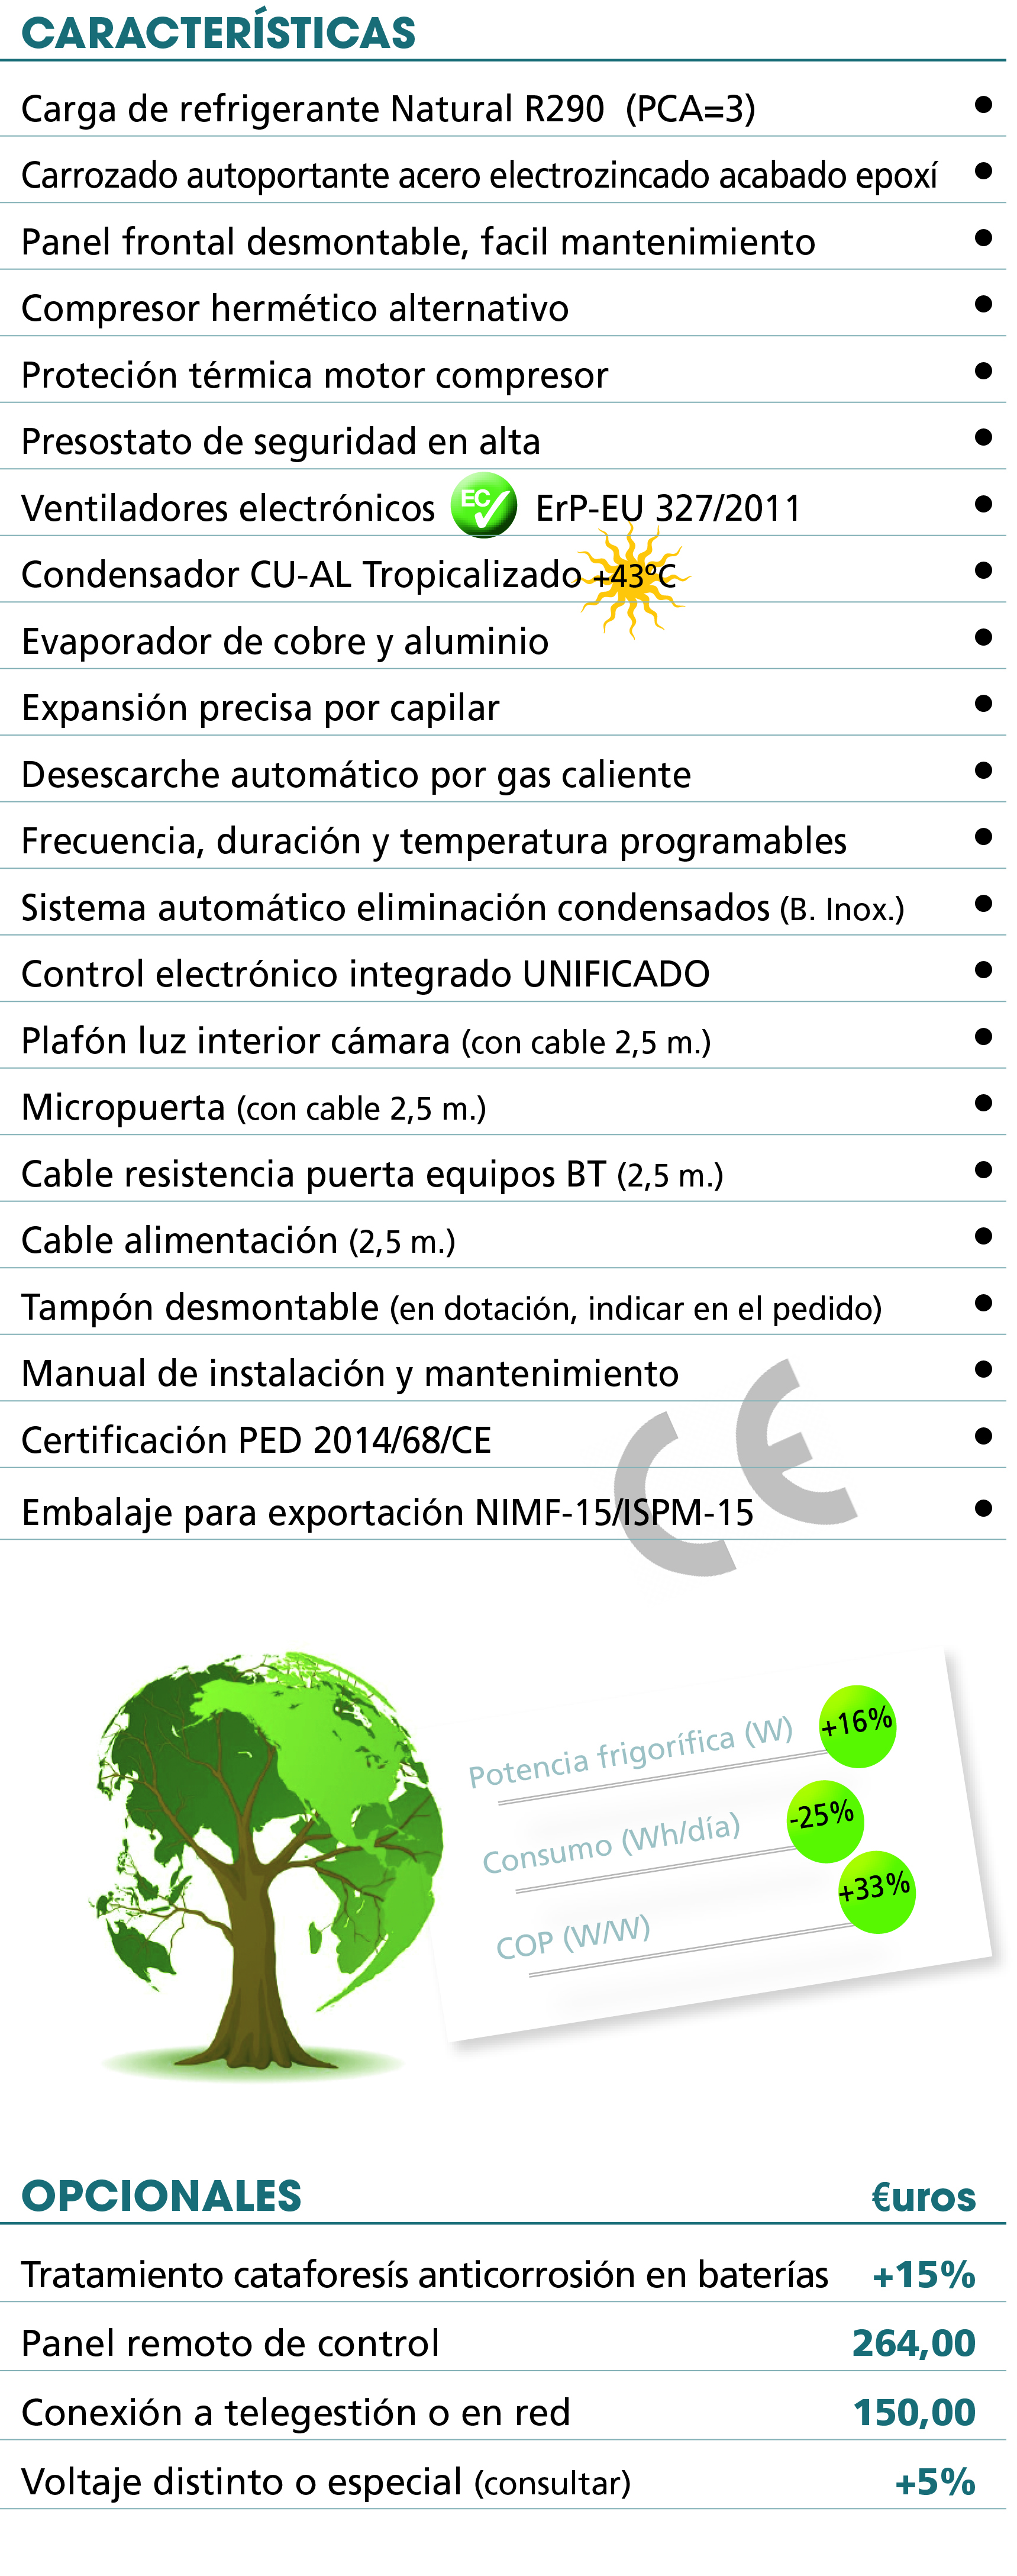 CARACTERÍSTICAS
Carga de refrigerante Natural R290 (PCA=3) •
Carrozado autoportante acero electrozincado acabado epoxí •
Panel frontal desmontable, facil mantenimiento •
Compresor hermético alternativo •
Proteción térmica motor compresor •
Presostato de seguridad en alta •
Ventiladores electrónicos EC ErP-EU 327/2011 •
Condensador CU-AL Tropicalizado +43ºC •
Evaporador de cobre y aluminio •
Expansión precisa por capilar •
Desescarche automático por gas caliente •
Frecuencia, duración y temperatura programables •
Sistema automático eliminación condensados (B. Inox.) •
Control electrónico integrado UNIFICADO •
Plafón luz interior cámara (con cable 2,5 m.) •
Micropuerta (con cable 2,5 m.) •
Cable resistencia puerta equipos BT (2,5 m.) •
Cable alimentación (2,5 m.) •
Tampón desmontable (en dotación, indicar en el pedido) •
Manual de instalación y mantenimiento •
Certificación PED 2014/68/CE •
Embalaje para exportación NIMF-15/ISPM-15 •
CE
Potencia frigorífica (W) +16%
Consumo (Wh/día) -25%
COP (W/W) +33%
OPCIONALES €uros
Tratamiento cataforesís anticorrosión en baterías +15%
Panel remoto de control 264,00
Conexión a telegestión o en red 150,00
Voltaje distinto o especial (consultar) +5%